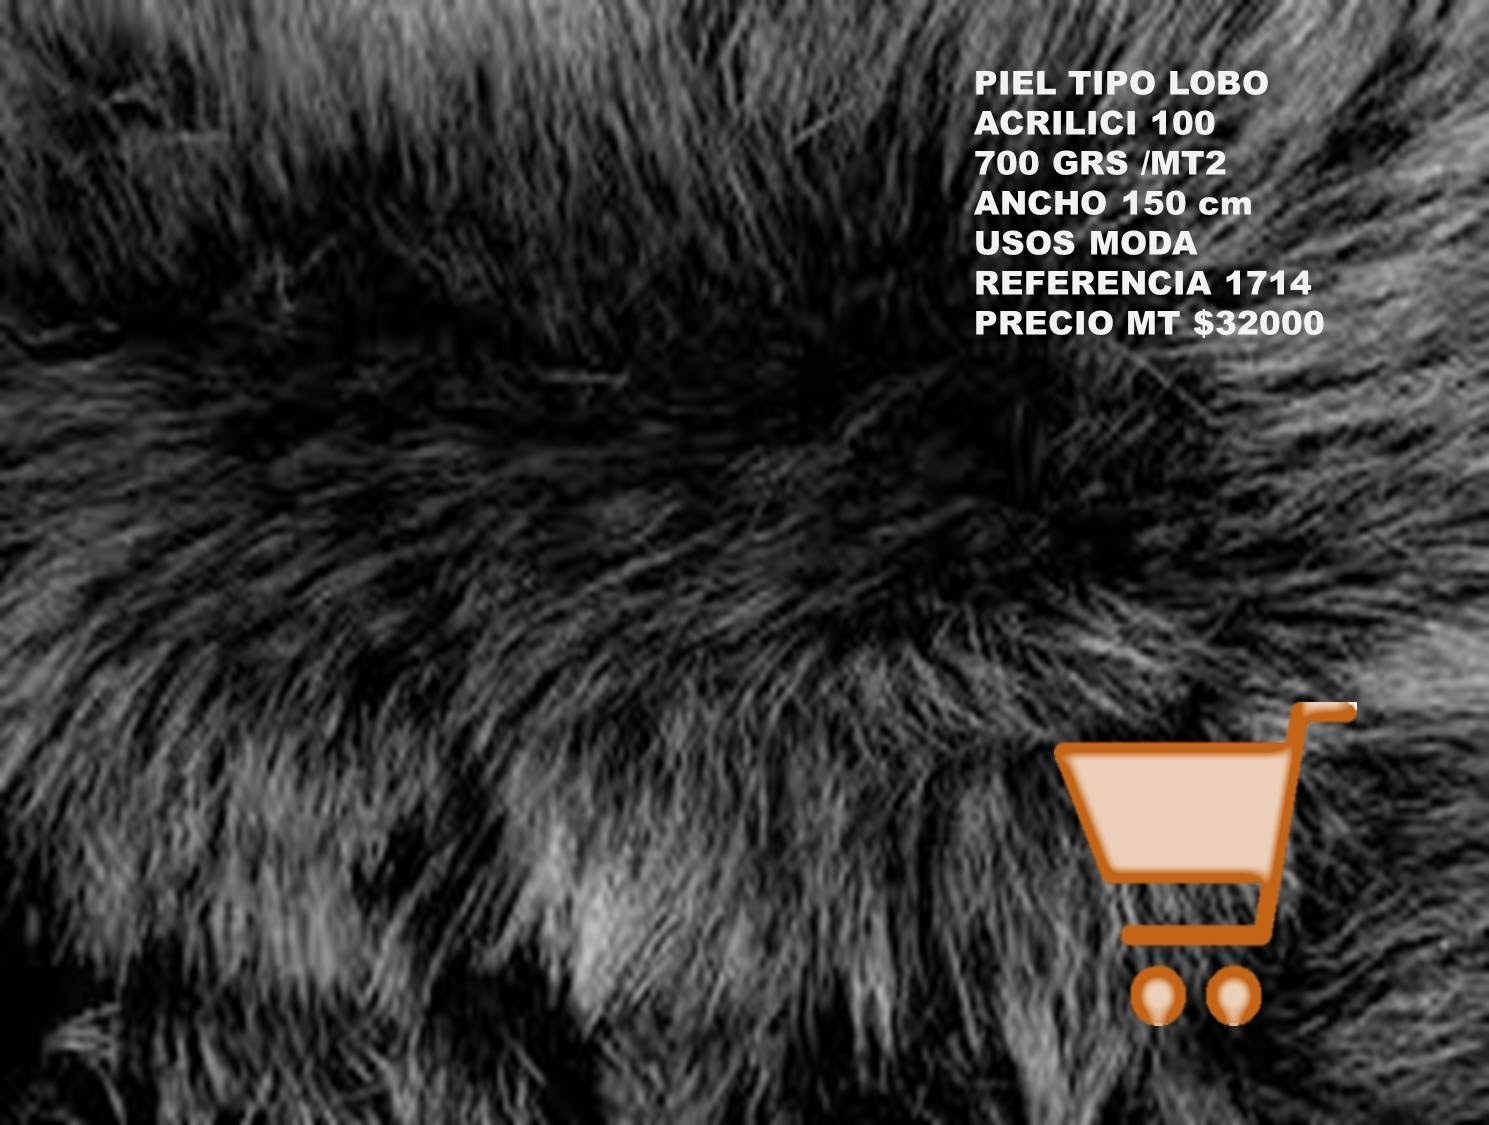 PIEL TIPO LOBO
ACRILICI 100
700 GRS /MT2
ANCHO 150 cm
USOS MODA
REFERENCIA 1714
PRECIO MT $32000